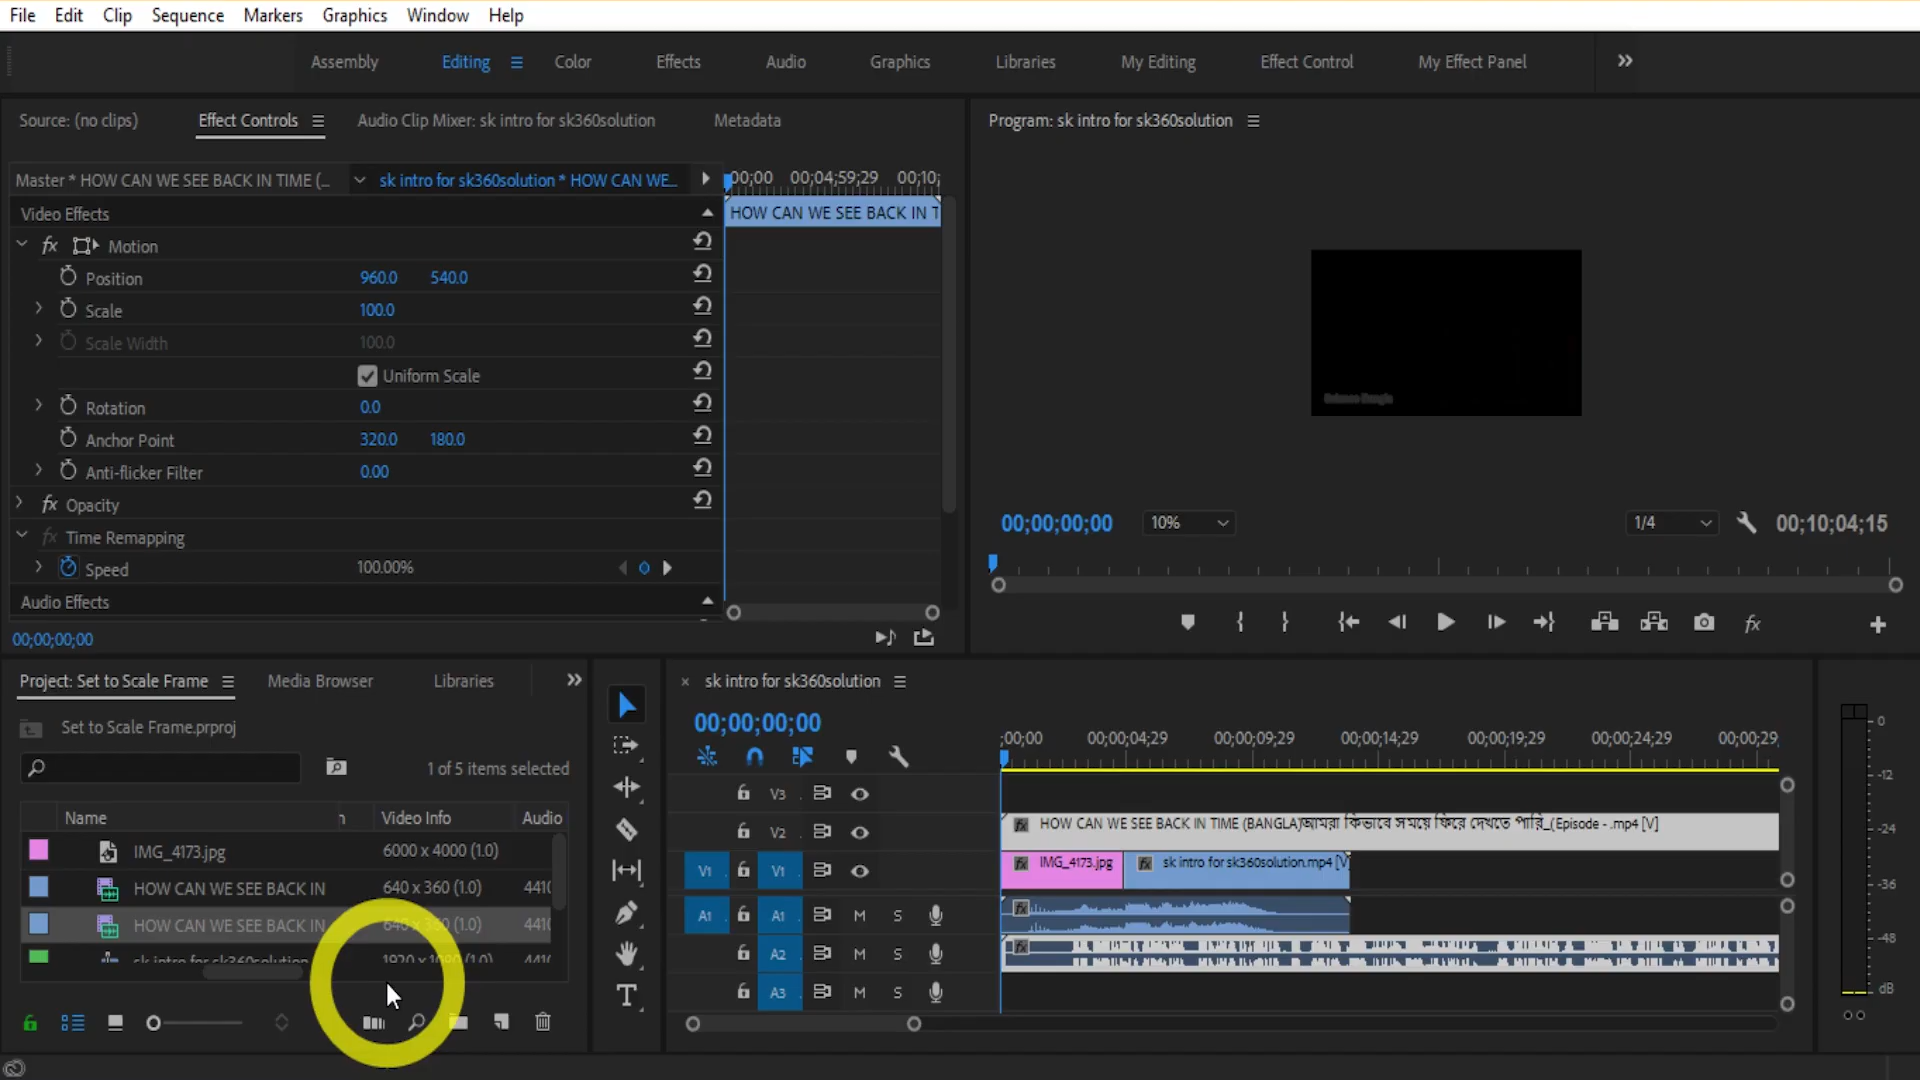 File Edit Clip Sequence Markers Graphics Window Help
Assembly Editing Color Effects Audio Graphics Libraries My Editing Effect Control My Effect Panel
Source: (no clips) Effect Controls Audio Clip Mixer: sk intro for sk360solution Metadata
Program: sk intro for sk360solution
Master * HOW CAN WE SEE BACK IN TIME (... sk intro for sk360solution * HOW CAN WE...
;00;00 00;04;59;29 00;10;
HOW CAN WE SEE BACK IN T
Video Effects
fx Motion
Position 960.0 540.0
Scale 100.0
Scale Width 100.0
Uniform Scale
Rotation 0.0
Anchor Point 320.0 180.0
Anti-flicker Filter 0.00
fx Opacity
fx Time Remapping
Speed 100.00%
Audio Effects
00;00;00;00
00;00;00;00 10% 1/4 00;10;04;15
fx
Project: Set to Scale Frame Media Browser Libraries
Set to Scale Frame.prproj
1 of 5 items selected
Name Video Info Audio
IMG_4173.jpg 6000 x 4000 (1.0)
HOW CAN WE SEE BACK IN 640 x 360 (1.0) 4410
HOW CAN WE SEE BACK IN 640 x 360 (1.0) 4410
sk intro for sk360solution 1920 x 1080 (1.0) 4410
sk intro for sk360solution
00;00;00;00
;00;00 00;00;04;29 00;00;09;29 00;00;14;29 00;00;19;29 00;00;24;29 00;00;29
V3
V2 fx HOW CAN WE SEE BACK IN TIME (BANGLA)আমরা কিভাবে সময়ে ফিরে দেখতে পারি_(Episode - .mp4 [V]
V1 V1 fx IMG_4173.jpg fx sk intro for sk360solution.mp4 [V
A1 A1 M S fx
A2 M S fx
A3 M S
0
-12
-24
-36
-48
dB